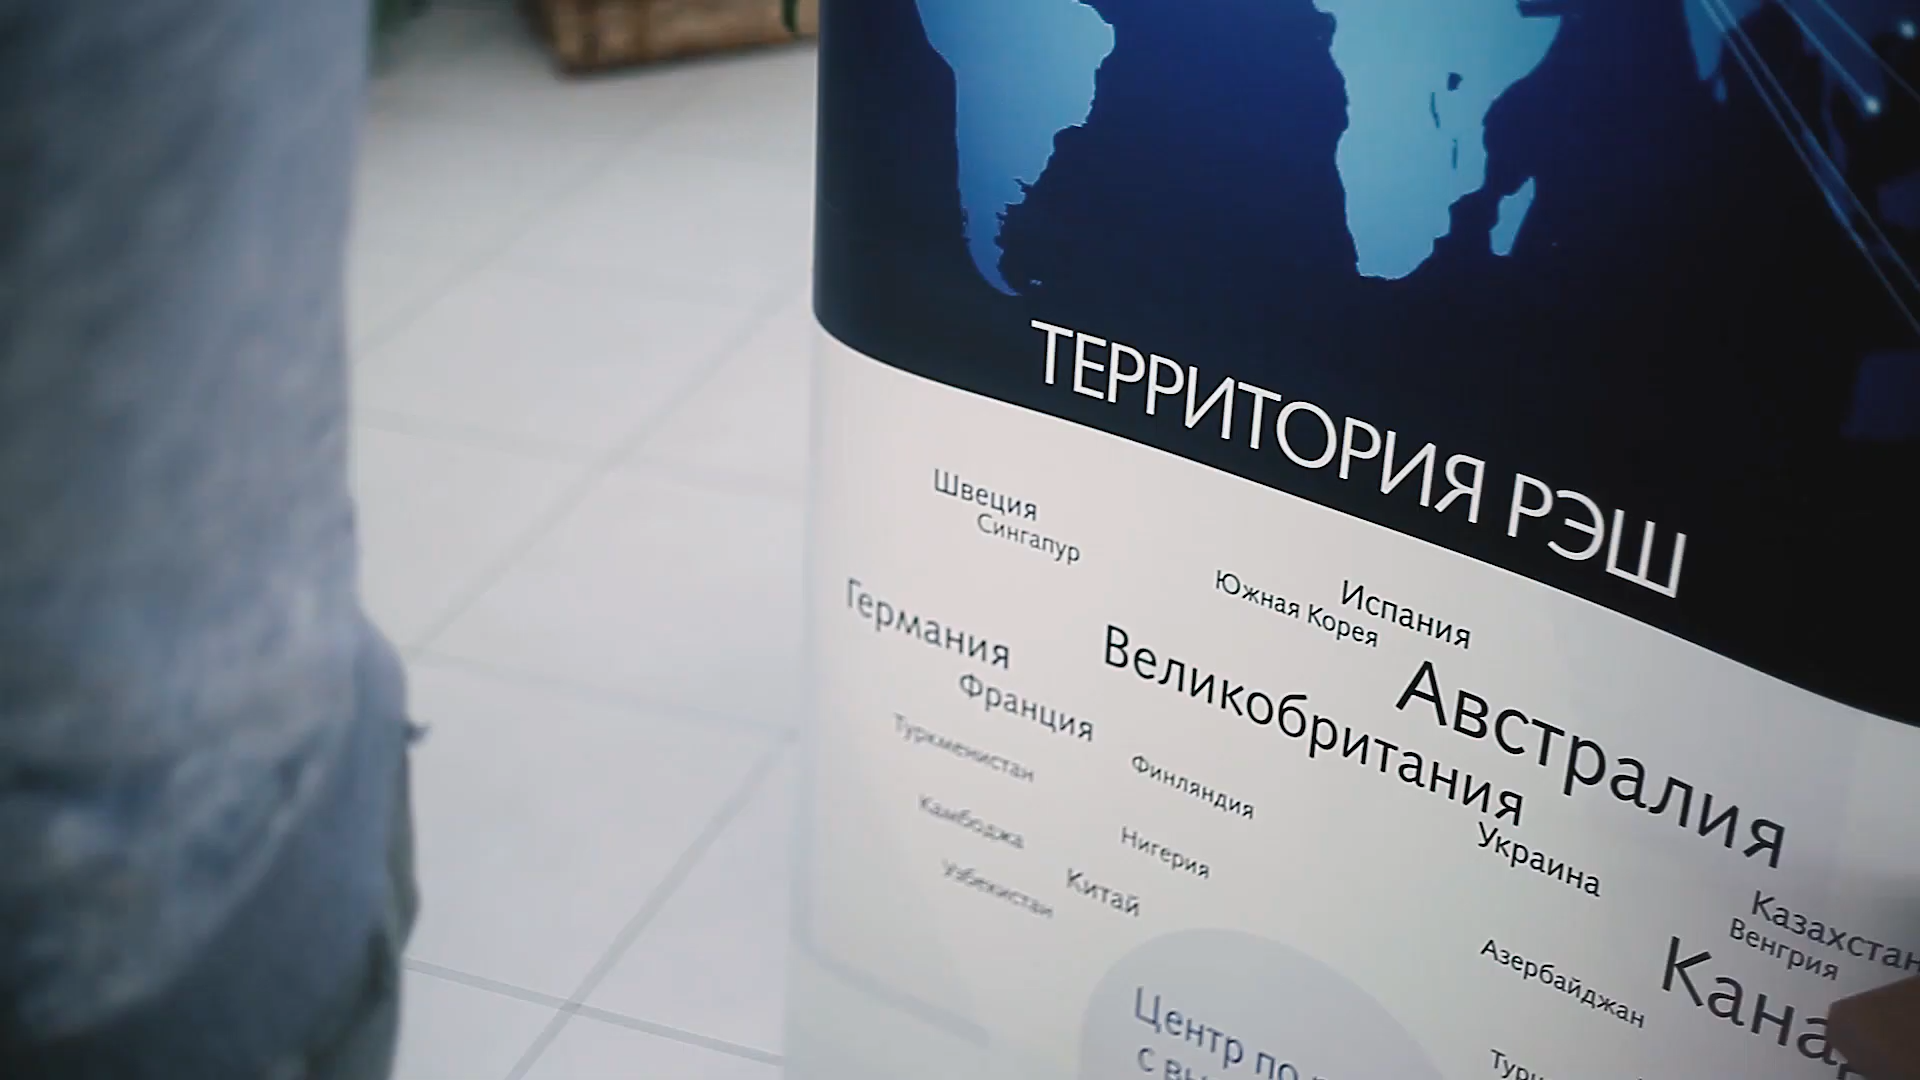 ТЕРРИТОРИЯ РЭШ
Швеция
Сингапур
Южная Корея
Испания
Германия
Великобритания
Австралия
Франция
Туркменистан
Финляндия
Камбоджа
Нигерия
Украина
Узбекистан
Китай
Казахстан
Венгрия
Азербайджан
Центр по